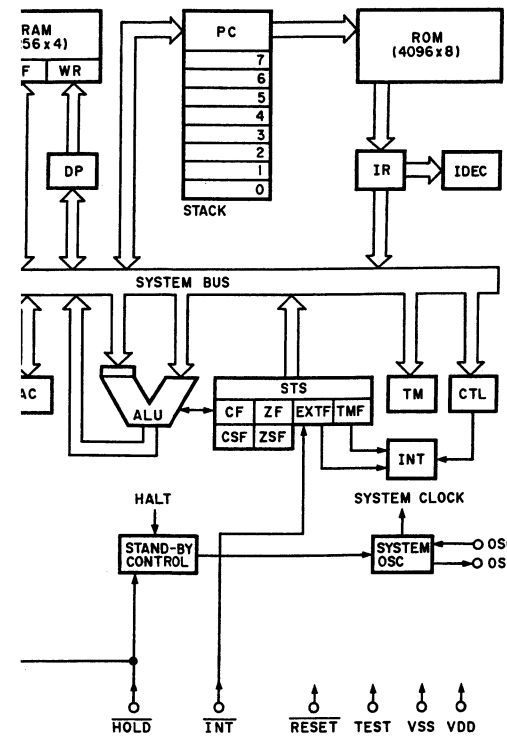 RAM
256x4)
F WR
DP
PC
7
6
5
4
3
2
1
0
STACK
ROM
(4096x8)
IR
IDEC
SYSTEM BUS
AC
ALU
STS
CF ZF EXTF TMF
CSF ZSF
TM
CTL
INT
HALT
SYSTEM CLOCK
STAND-BY
CONTROL
SYSTEM
OSC
OS
OS
HOLD
INT
RESET
TEST
VSS
VDD